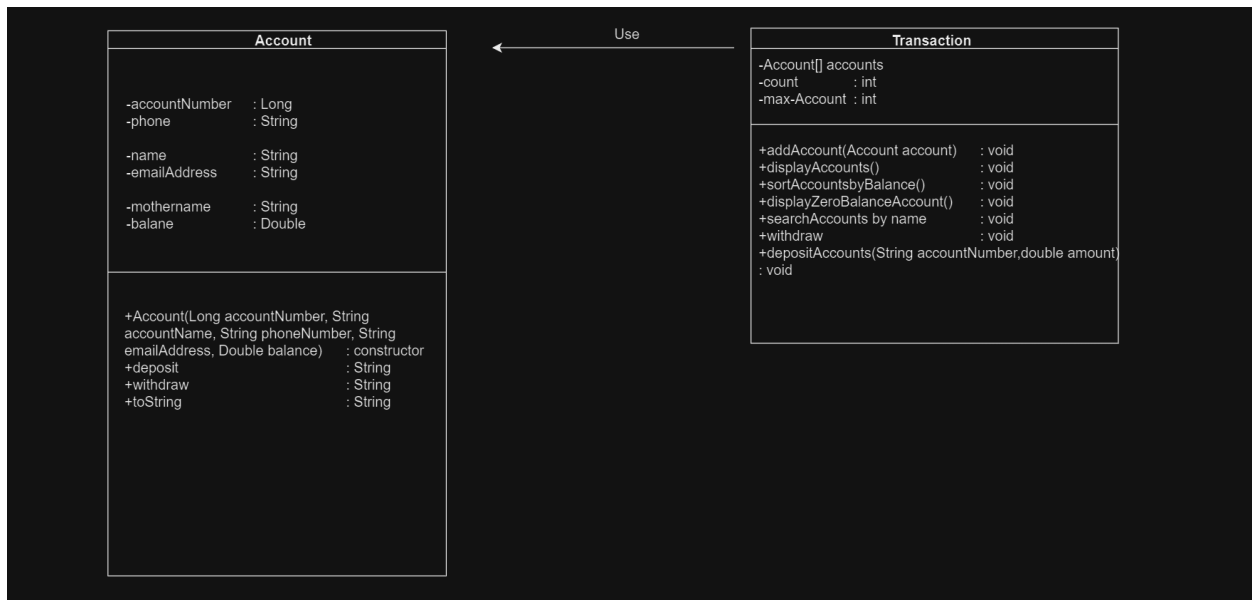 Account
-accountNumber : Long
-phone : String
-name : String
-emailAddress : String
-mothername : String
-balane : Double
+Account(Long accountNumber, String
accountName, String phoneNumber, String
emailAddress, Double balance) : constructor
+deposit : String
+withdraw : String
+toString : String
Use
Transaction
-Account[] accounts
-count : int
-max-Account : int
+addAccount(Account account) : void
+displayAccounts() : void
+sortAccountsbyBalance() : void
+displayZeroBalanceAccount() : void
+searchAccounts by name : void
+withdraw : void
+depositAccounts(String accountNumber,double amount)
: void